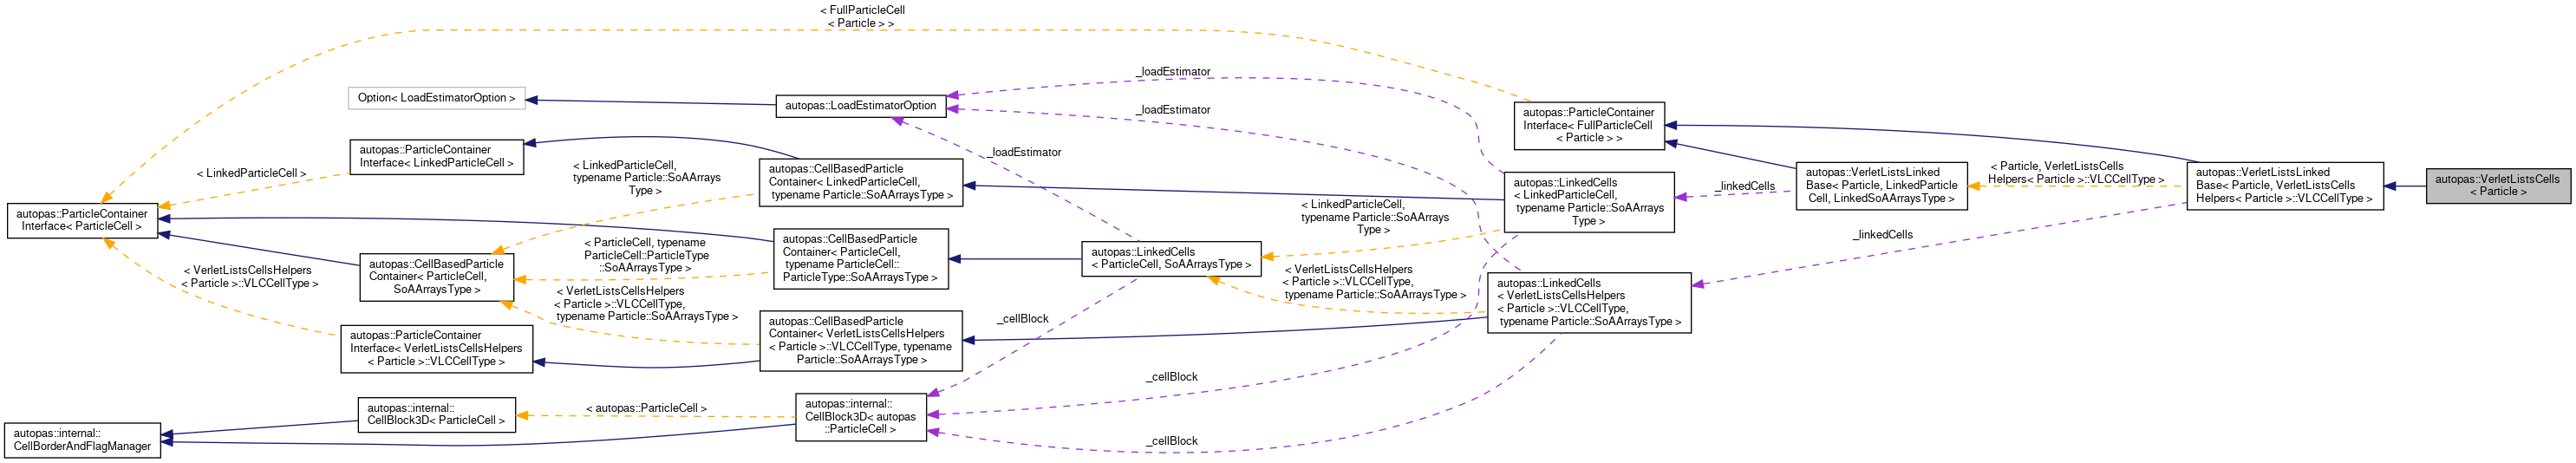 < FullParticleCell
< Particle > >
_loadEstimator
Option< LoadEstimatorOption >
autopas::LoadEstimatorOption
_loadEstimator
autopas::ParticleContainer
Interface< FullParticleCell
< Particle > >
autopas::ParticleContainer
Interface< LinkedParticleCell >
_loadEstimator
< LinkedParticleCell >
< LinkedParticleCell,
typename Particle::SoAArrays
Type >
autopas::CellBasedParticle
Container< LinkedParticleCell,
typename Particle::SoAArraysType >
autopas::LinkedCells
< LinkedParticleCell,
typename Particle::SoAArrays
Type >
_linkedCells
autopas::VerletListsLinked
Base< Particle, LinkedParticle
Cell, LinkedSoAArraysType >
< Particle, VerletListsCells
Helpers< Particle >::VLCCellType >
autopas::VerletListsLinked
Base< Particle, VerletListsCells
Helpers< Particle >::VLCCellType >
autopas::VerletListsCells
< Particle >
autopas::ParticleContainer
Interface< ParticleCell >
< LinkedParticleCell,
typename Particle::SoAArrays
Type >
_linkedCells
< ParticleCell, typename
ParticleCell::ParticleType
::SoAArraysType >
autopas::CellBasedParticle
Container< ParticleCell,
typename ParticleCell::
ParticleType::SoAArraysType >
autopas::LinkedCells
< ParticleCell, SoAArraysType >
< VerletListsCellsHelpers
< Particle >::VLCCellType >
autopas::CellBasedParticle
Container< ParticleCell,
SoAArraysType >
< VerletListsCellsHelpers
< Particle >::VLCCellType,
typename Particle::SoAArraysType >
< VerletListsCellsHelpers
< Particle >::VLCCellType,
typename Particle::SoAArraysType >
autopas::LinkedCells
< VerletListsCellsHelpers
< Particle >::VLCCellType,
typename Particle::SoAArraysType >
autopas::ParticleContainer
Interface< VerletListsCellsHelpers
< Particle >::VLCCellType >
autopas::CellBasedParticle
Container< VerletListsCellsHelpers
< Particle >::VLCCellType, typename
Particle::SoAArraysType >
_cellBlock
_cellBlock
autopas::internal::
CellBlock3D< ParticleCell >
< autopas::ParticleCell >
autopas::internal::
CellBlock3D< autopas
::ParticleCell >
autopas::internal::
CellBorderAndFlagManager
_cellBlock